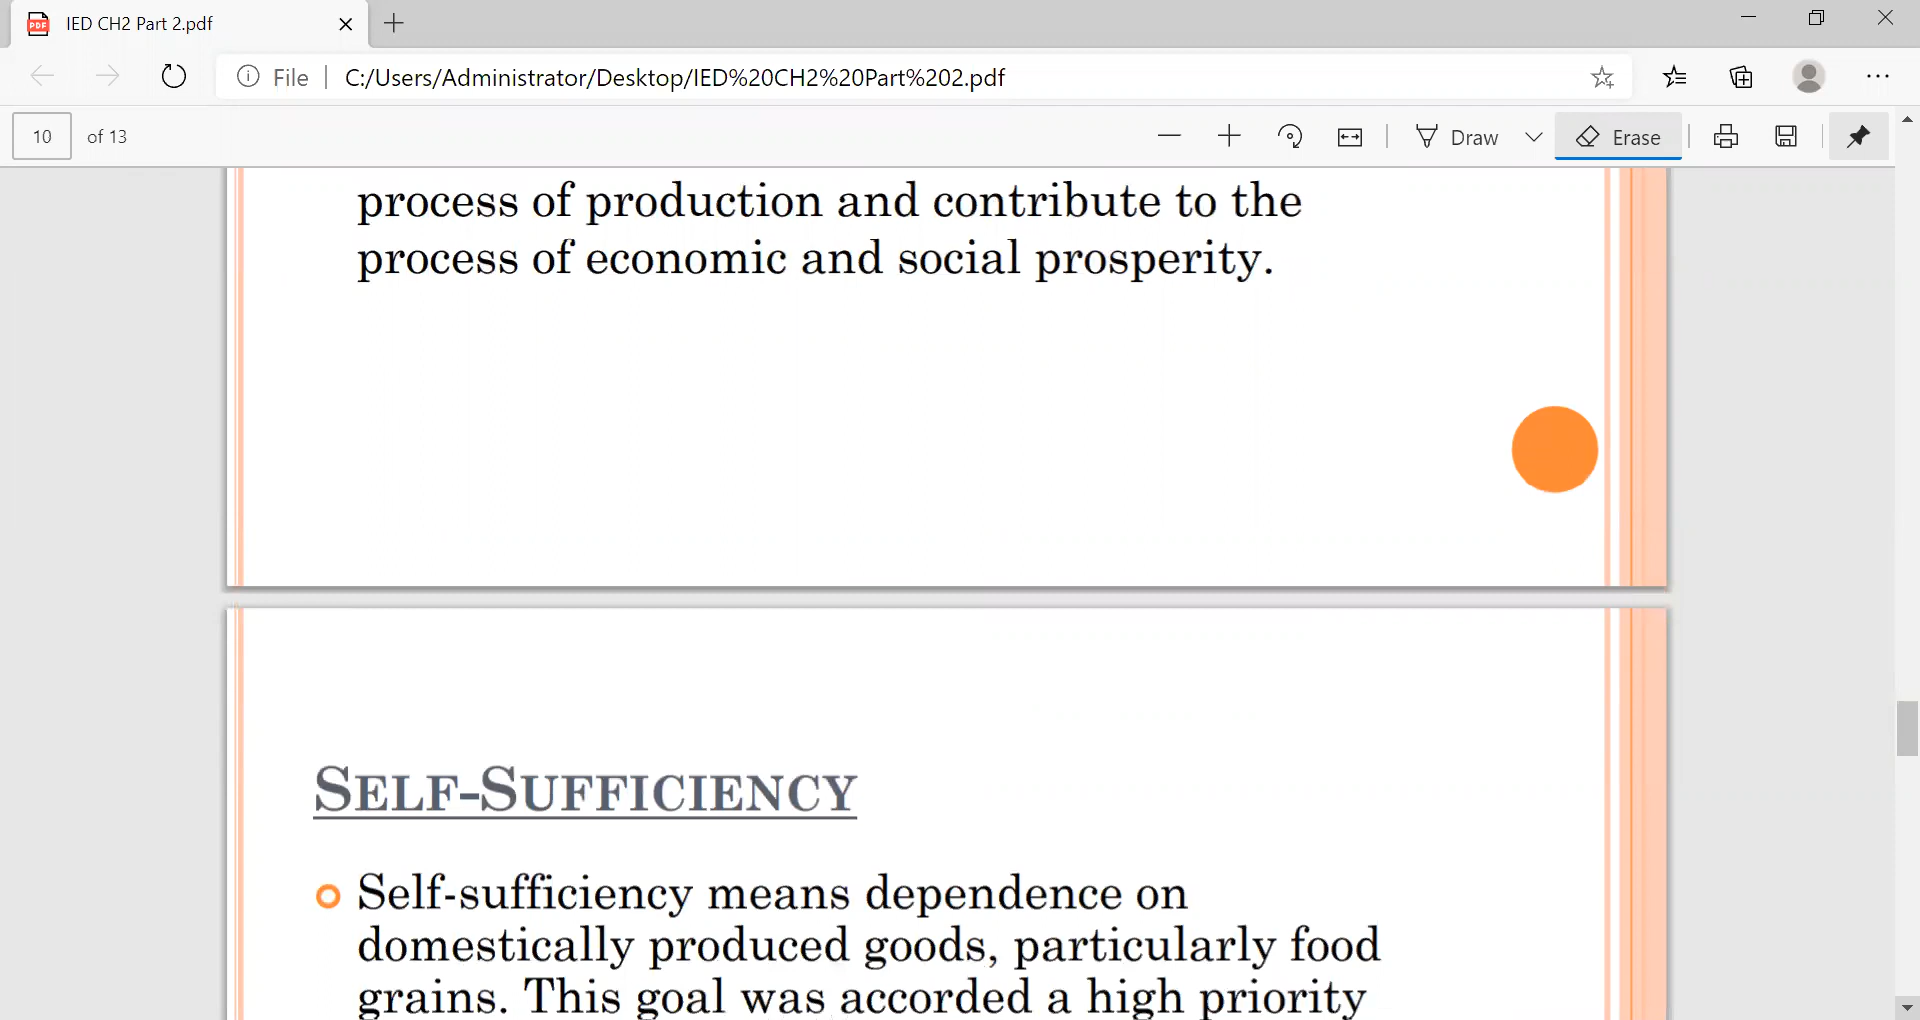 IED CH2 Part 2.pdf
File | C:/Users/Administrator/Desktop/IED%20CH2%20Part%202.pdf
10 of 13
Draw
Erase
process of production and contribute to the
process of economic and social prosperity.
SELF-SUFFICIENCY
Self-sufficiency means dependence on
domestically produced goods, particularly food
grains. This goal was accorded a high priority